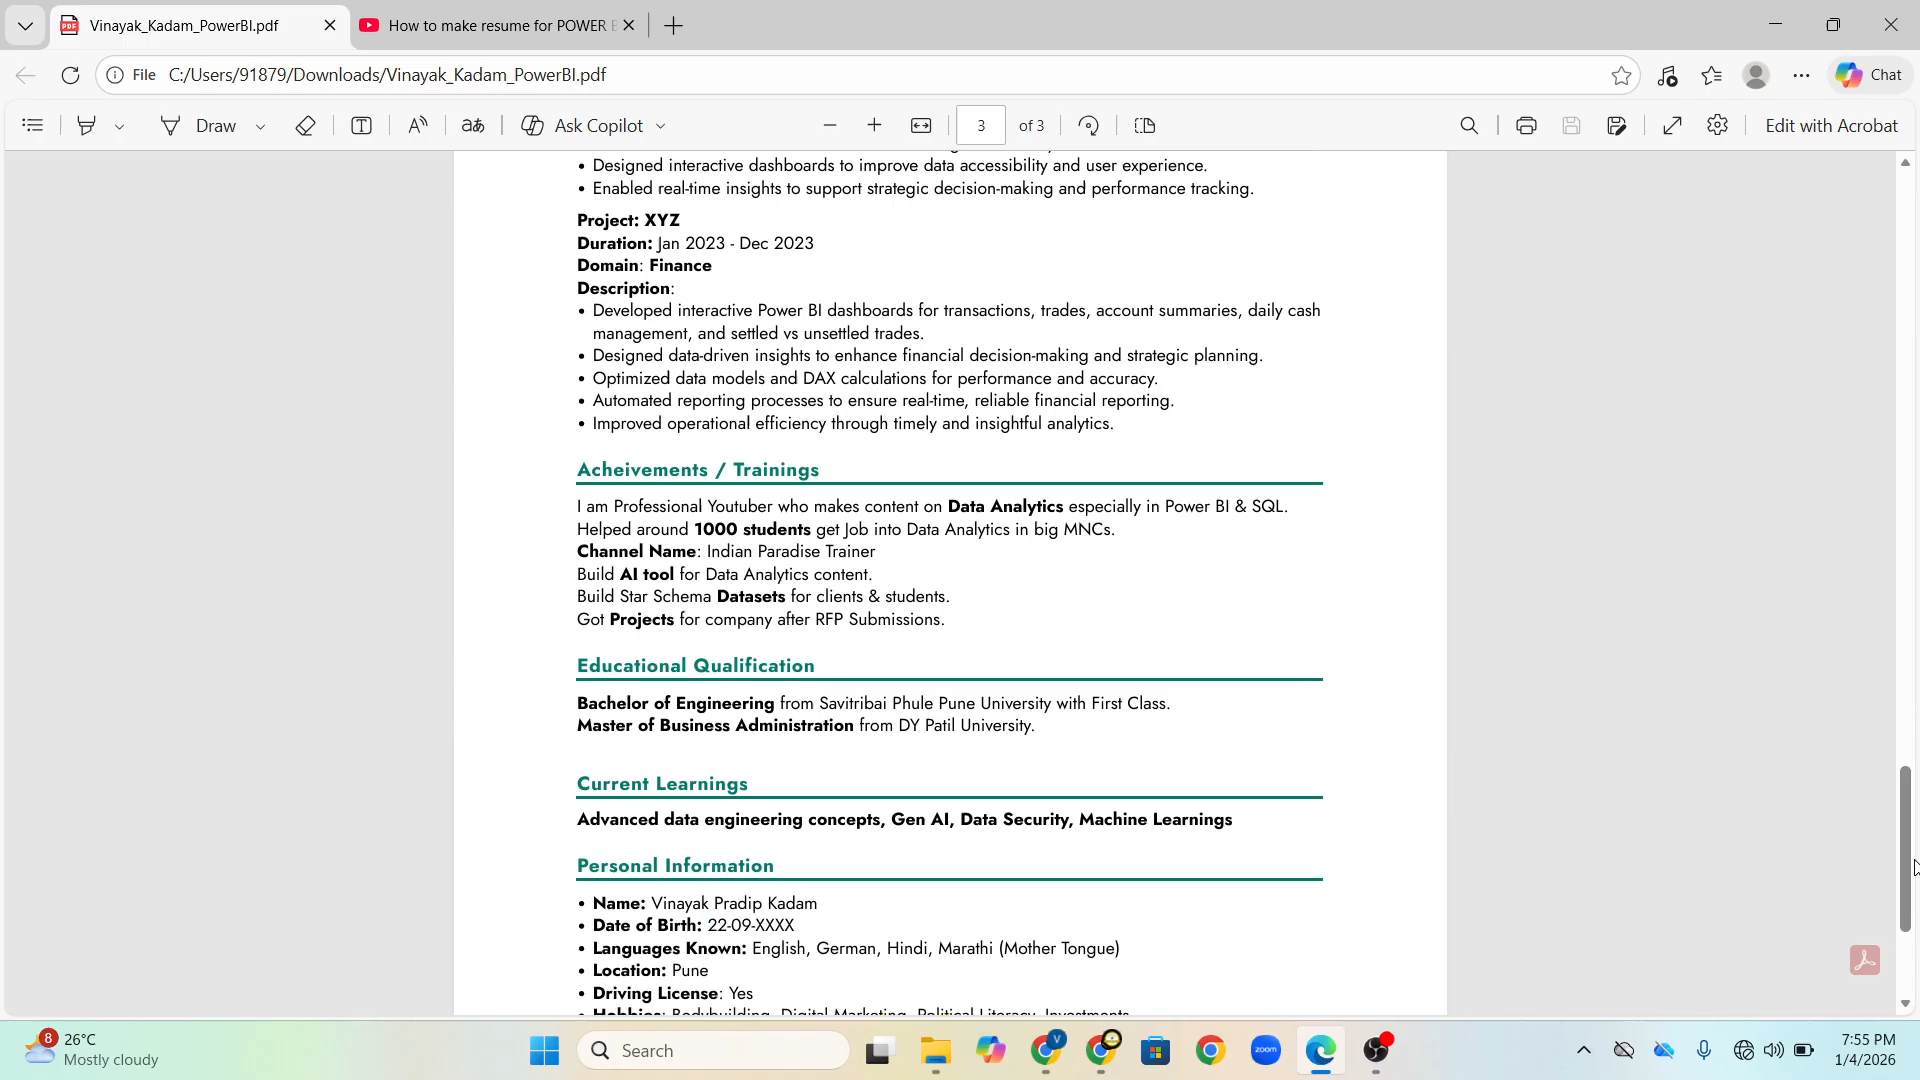 Vinayak_Kadam_PowerBI.pdf
How to make resume for POWER B
File C:/Users/91879/Downloads/Vinayak_Kadam_PowerBI.pdf
Chat
Draw
aあ
Ask Copilot
3 of 3
Edit with Acrobat
• Designed interactive dashboards to improve data accessibility and user experience.
• Enabled real-time insights to support strategic decision-making and performance tracking.
Project: XYZ
Duration: Jan 2023 - Dec 2023
Domain: Finance
Description:
• Developed interactive Power BI dashboards for transactions, trades, account summaries, daily cash
management, and settled vs unsettled trades.
• Designed data-driven insights to enhance financial decision-making and strategic planning.
• Optimized data models and DAX calculations for performance and accuracy.
• Automated reporting processes to ensure real-time, reliable financial reporting.
• Improved operational efficiency through timely and insightful analytics.
Acheivements / Trainings
I am Professional Youtuber who makes content on Data Analytics especially in Power BI & SQL.
Helped around 1000 students get Job into Data Analytics in big MNCs.
Channel Name: Indian Paradise Trainer
Build AI tool for Data Analytics content.
Build Star Schema Datasets for clients & students.
Got Projects for company after RFP Submissions.
Educational Qualification
Bachelor of Engineering from Savitribai Phule Pune University with First Class.
Master of Business Administration from DY Patil University.
Current Learnings
Advanced data engineering concepts, Gen AI, Data Security, Machine Learnings
Personal Information
• Name: Vinayak Pradip Kadam
• Date of Birth: 22-09-XXXX
• Languages Known: English, German, Hindi, Marathi (Mother Tongue)
• Location: Pune
• Driving License: Yes
• Hobbies: Bodybuilding, Digital Marketing, Political Literacy, Investments
8
26°C
Mostly cloudy
Search
zoom
7:55 PM
1/4/2026